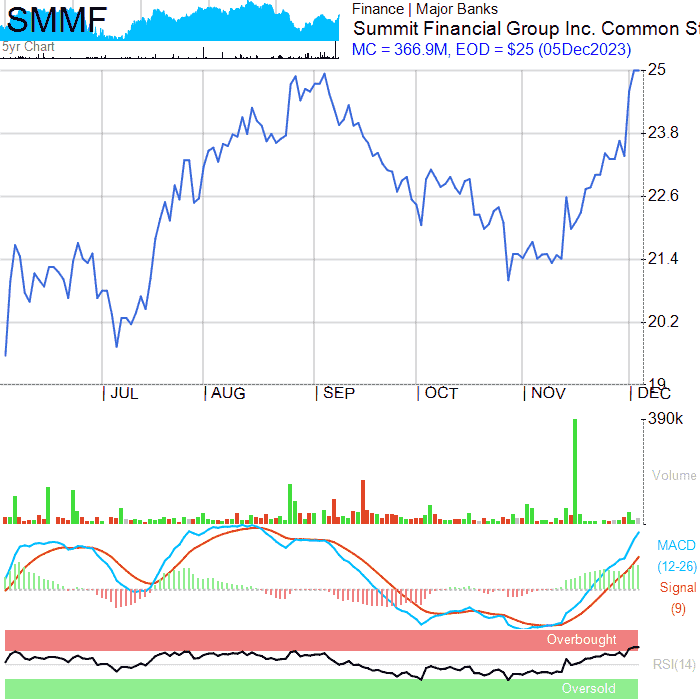 SMMF
5yr Chart
Finance | Major Banks
Summit Financial Group Inc. Common St
MC = 366.9M, EOD = $25 (05Dec2023)
25
23.8
22.6
21.4
20.2
19
| JUL | AUG | SEP | OCT | NOV | DEC
390k
Volume
MACD
(12-26)
Signal
(9)
Overbought
RSI(14)
Oversold